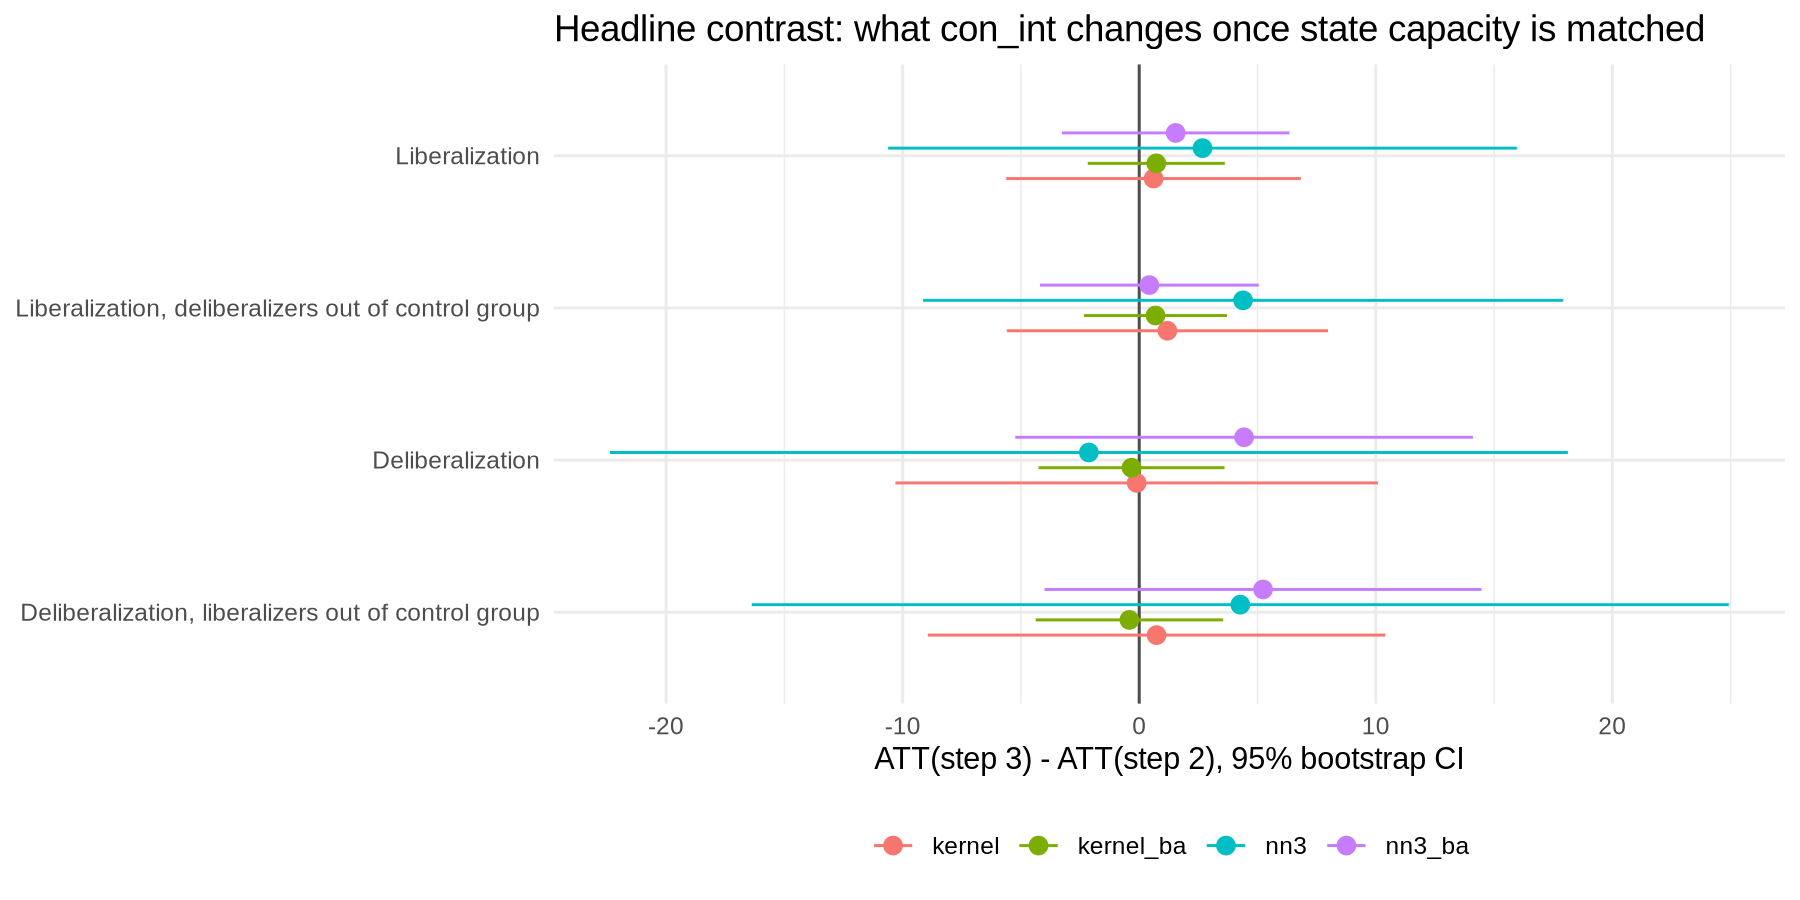 Headline contrast: what con_int changes once state capacity is matched
Liberalization
Liberalization, deliberalizers out of control group
Deliberalization
Deliberalization, liberalizers out of control group
-20 -10 0 10 20
ATT(step 3) - ATT(step 2), 95% bootstrap CI
kernel kernel_ba nn3 nn3_ba